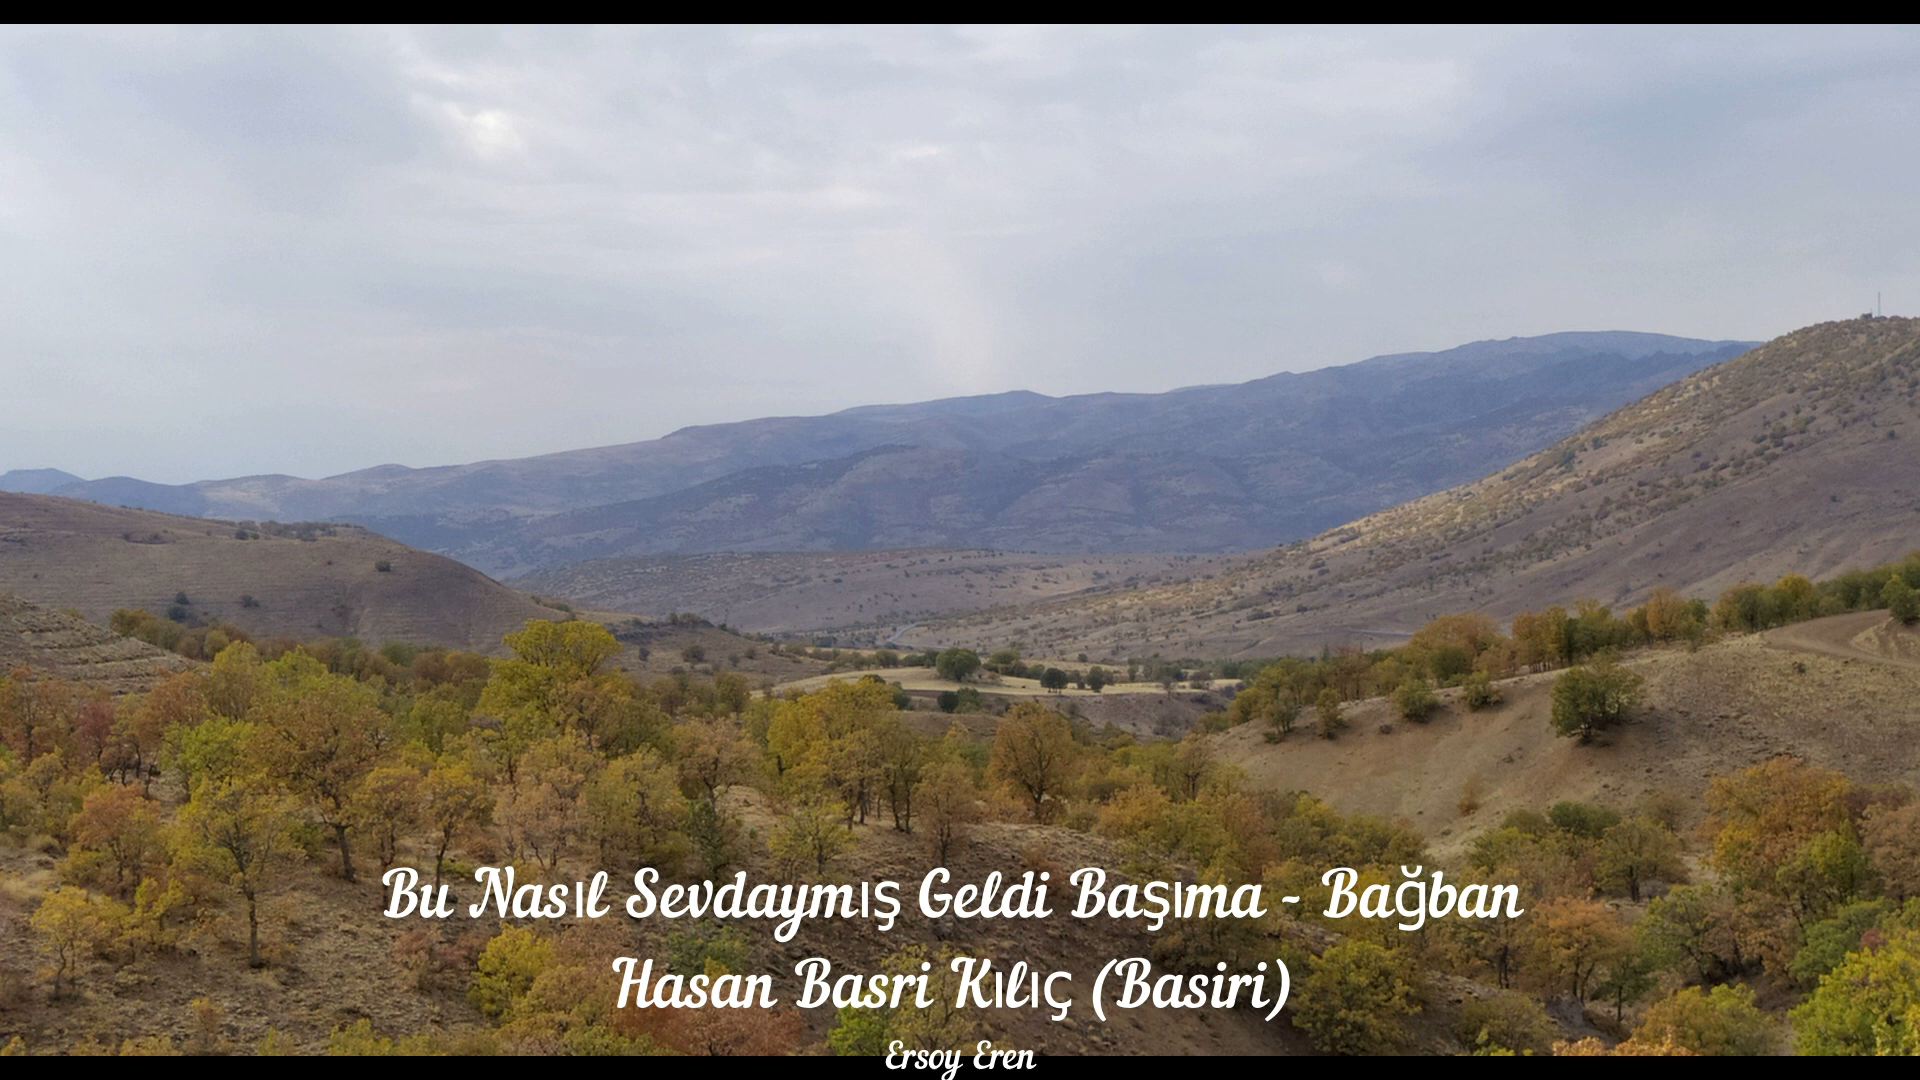 Bu Nasıl Sevdaymış Geldi Başıma - Bağban
Hasan Basri Kılıç (Basiri)
Ersoy Eren